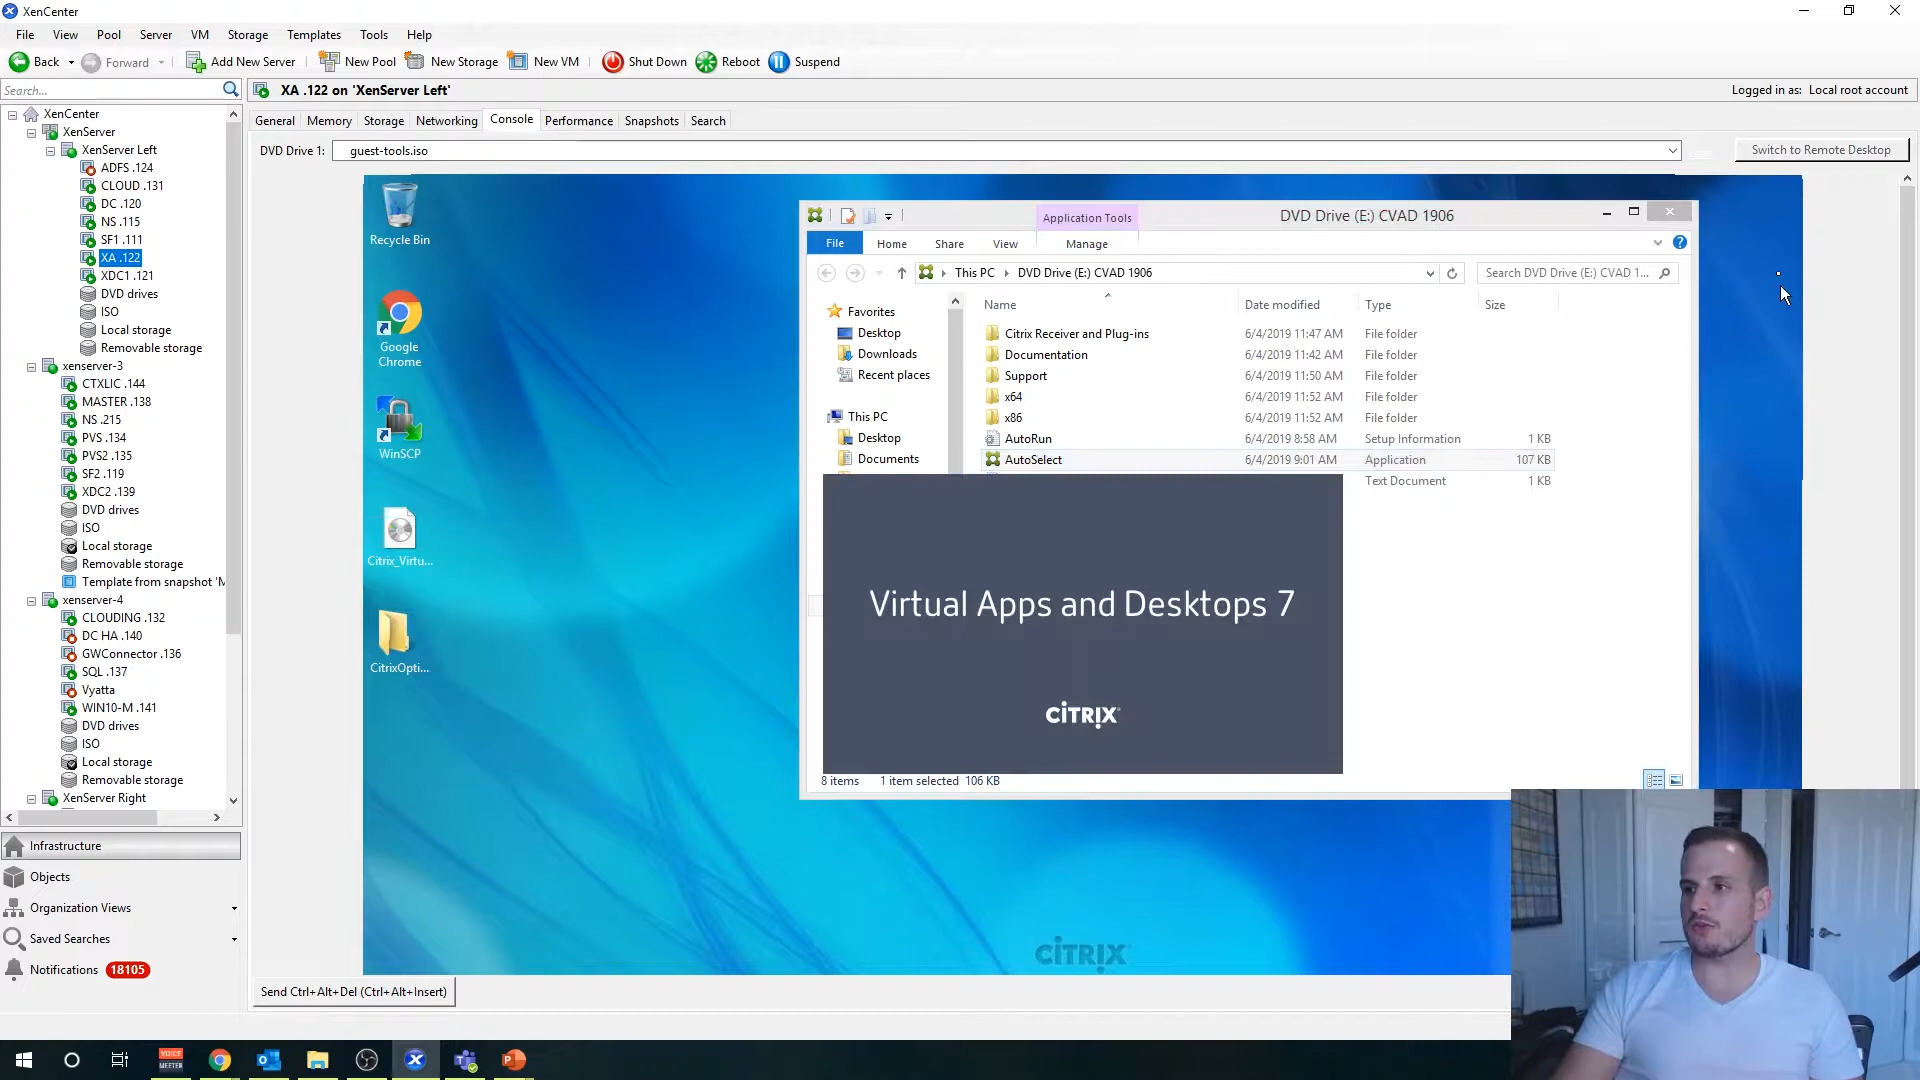 XenCenter
File View Pool Server VM Storage Templates Tools Help
Back Forward Add New Server New Pool New Storage New VM Shut Down Reboot Suspend
Search...
XA .122 on 'XenServer Left'
Logged in as: Local root account
General Memory Storage Networking Console Performance Snapshots Search
DVD Drive 1: guest-tools.iso
Switch to Remote Desktop
XenCenter
XenServer
XenServer Left
ADFS .124
CLOUD .131
DC .120
NS .115
SF1 .111
XA .122
XDC1 .121
DVD drives
ISO
Local storage
Removable storage
xenserver-3
CTXLIC .144
MASTER .138
NS .215
PVS .134
PVS2 .135
SF2 .119
XDC2 .139
DVD drives
ISO
Local storage
Removable storage
Template from snapshot 'M
xenserver-4
CLOUDING .132
DC HA .140
GWConnector .136
SQL .137
Vyatta
WIN10-M .141
DVD drives
ISO
Local storage
Removable storage
XenServer Right
Infrastructure
Objects
Organization Views
Saved Searches
Notifications 18105
Recycle Bin
Google
Chrome
WinSCP
Citrix_Virtu...
CitrixOpti...
Application Tools
DVD Drive (E:) CVAD 1906
File Home Share View Manage
This PC DVD Drive (E:) CVAD 1906
Search DVD Drive (E:) CVAD 1...
Favorites
Desktop
Downloads
Recent places
This PC
Desktop
Documents
Name Date modified Type Size
Citrix Receiver and Plug-ins 6/4/2019 11:47 AM File folder
Documentation 6/4/2019 11:42 AM File folder
Support 6/4/2019 11:50 AM File folder
x64 6/4/2019 11:52 AM File folder
x86 6/4/2019 11:52 AM File folder
AutoRun 6/4/2019 8:58 AM Setup Information 1 KB
AutoSelect 6/4/2019 9:01 AM Application 107 KB
Text Document 1 KB
Virtual Apps and Desktops 7
CITRIX
8 items 1 item selected 106 KB
CITRIX
Send Ctrl+Alt+Del (Ctrl+Alt+Insert)
VOICE
MEETER